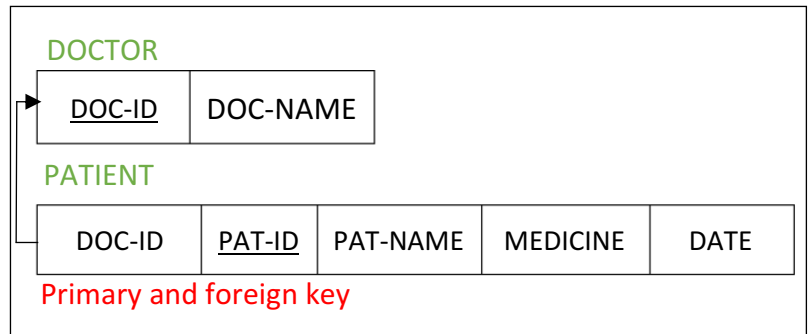 DOCTOR
DOC-ID DOC-NAME
PATIENT
DOC-ID PAT-ID PAT-NAME MEDICINE DATE
Primary and foreign key